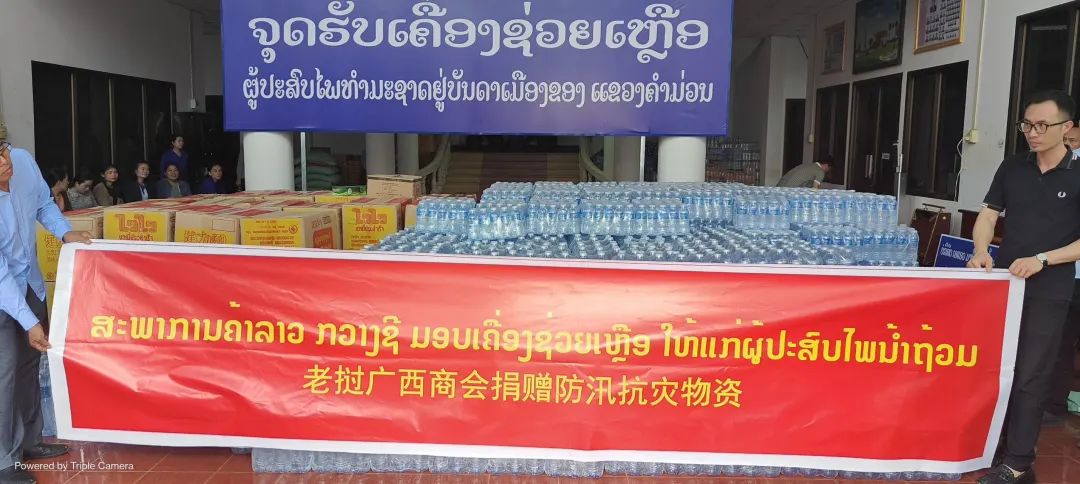 ຈຸດຮັບເຄື່ອງຊ່ວຍເຫຼືອ
ຜູ້ປະສົບໄພທຳມະຊາດຢູ່ບັນດາເມືອງຂອງ ແຂວງຄຳມ່ວນ
ໄວໄວ
ສະພາການຄ້າລາວ ກວາງຊີ ມອບເຄື່ອງຊ່ວຍເຫຼືອ ໃຫ້ແກ່ຜູ້ປະສົບໄພນ້ຳຖ້ວມ
老挝广西商会捐赠防汛抗灾物资
Powered by Triple Camera